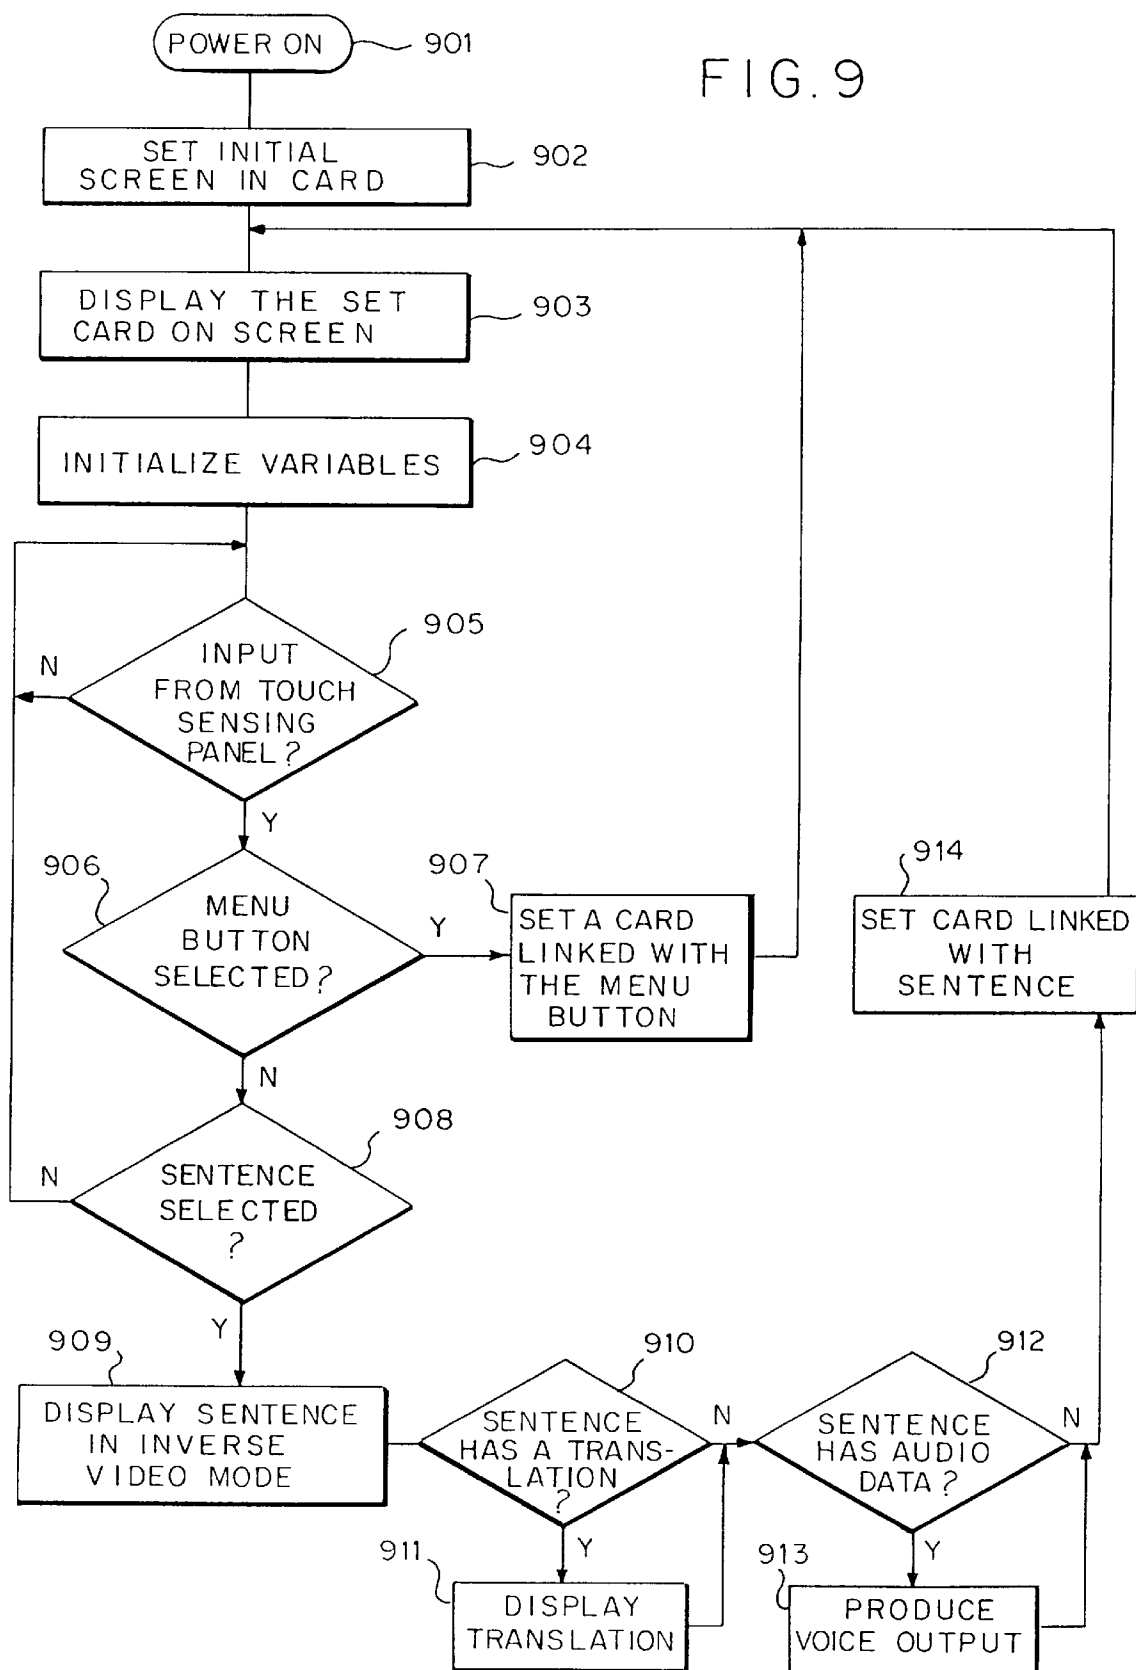 POWER ON
901
FIG. 9
SET INITIAL
SCREEN IN CARD
902
DISPLAY THE SET
CARD ON SCREEN
903
INITIALIZE VARIABLES
904
INPUT
FROM TOUCH
SENSING
PANEL?
905
N
Y
906
MENU
BUTTON
SELECTED?
Y
N
907
SET A CARD
LINKED WITH
THE MENU
BUTTON
914
SET CARD LINKED
WITH
SENTENCE
908
SENTENCE
SELECTED
?
N
Y
909
DISPLAY SENTENCE
IN INVERSE
VIDEO MODE
910
SENTENCE
HAS A TRANS-
LATION
?
N
Y
911
DISPLAY
TRANSLATION
912
SENTENCE
HAS AUDIO
DATA?
N
Y
913
PRODUCE
VOICE OUTPUT